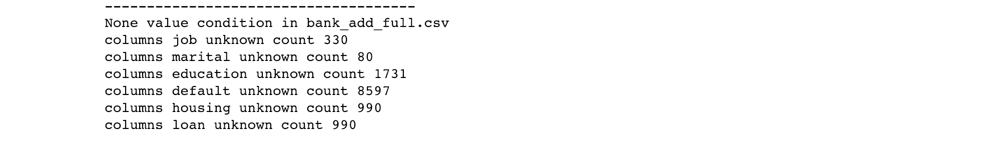 -------------------------------------
None value condition in bank_add_full.csv
columns job unknown count 330
columns marital unknown count 80
columns education unknown count 1731
columns default unknown count 8597
columns housing unknown count 990
columns loan unknown count 990